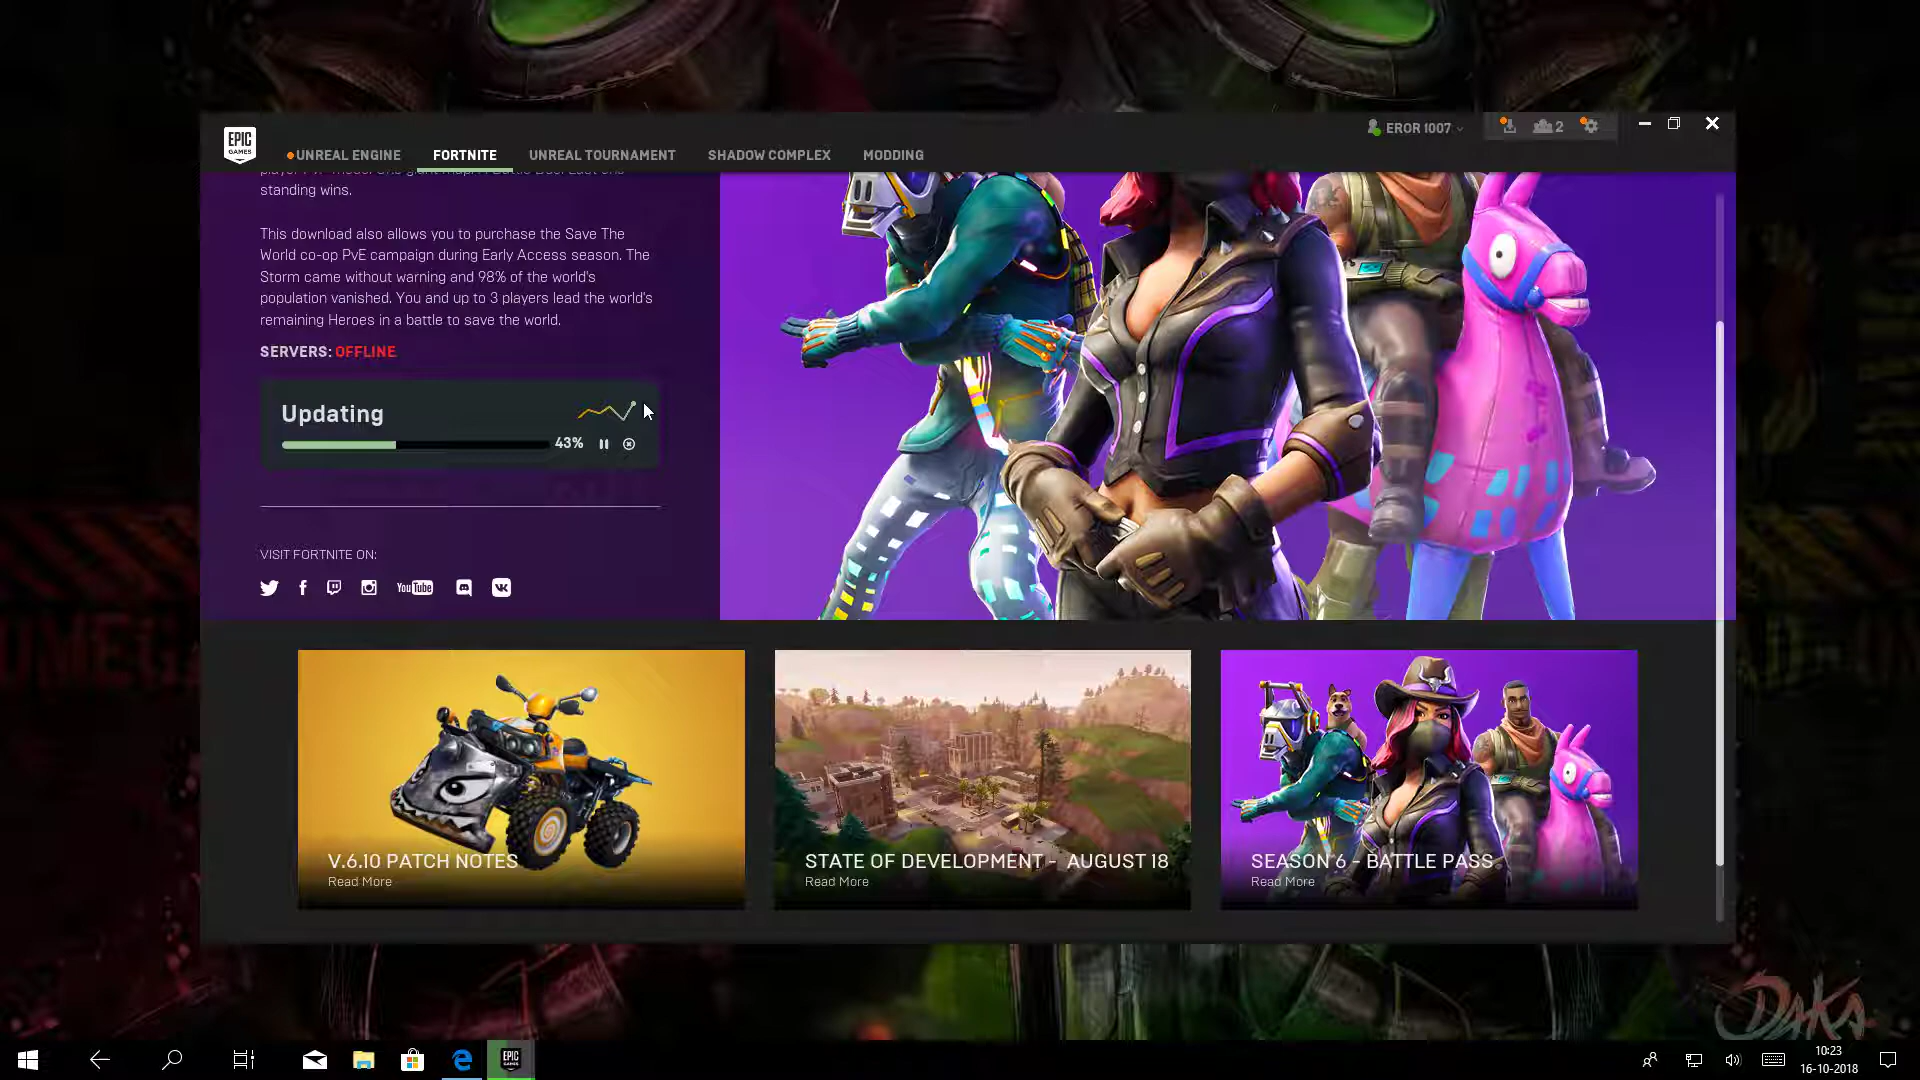 EPIC
GAMES
UNREAL ENGINE
FORTNITE
UNREAL TOURNAMENT
SHADOW COMPLEX
MODDING
EROR 1007
2
standing wins.
This download also allows you to purchase the Save The
World co-op PvE campaign during Early Access season. The
Storm came without warning and 98% of the world's
population vanished. You and up to 3 players lead the world's
remaining Heroes in a battle to save the world.
SERVERS: OFFLINE
Updating
43%
VISIT FORTNITE ON:
YouTube
V.6.10 PATCH NOTES
Read More
STATE OF DEVELOPMENT - AUGUST 18
Read More
SEASON 6 - BATTLE PASS
Read More
DAKA
EPIC
GAMES
10:23
16-10-2018